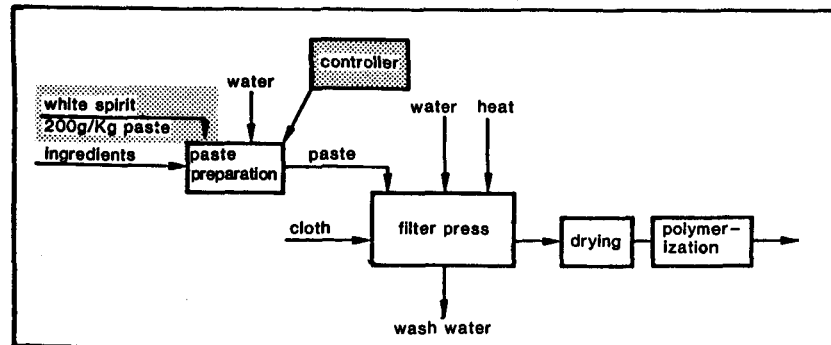 controller
water
white spirit
200g/Kg paste
ingredients
paste
preparation
paste
water
heat
cloth
filter press
drying
polymer-
ization
wash water